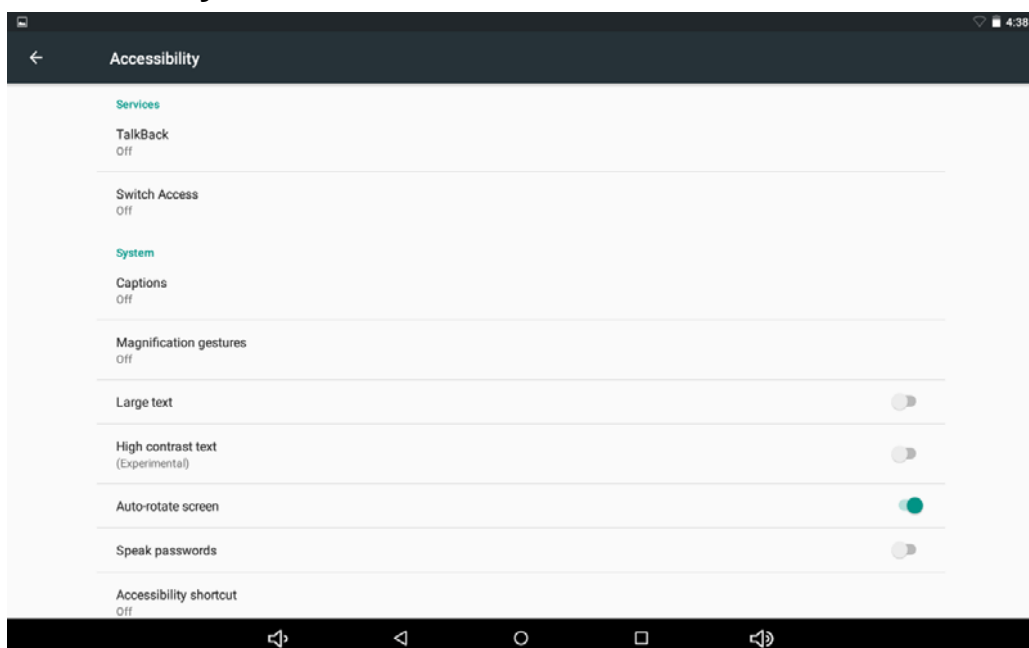 4:38
Accessibility
Services
TalkBack
Off
Switch Access
Off
System
Captions
Off
Magnification gestures
Off
Large text
High contrast text
(Experimental)
Auto-rotate screen
Speak passwords
Accessibility shortcut
Off